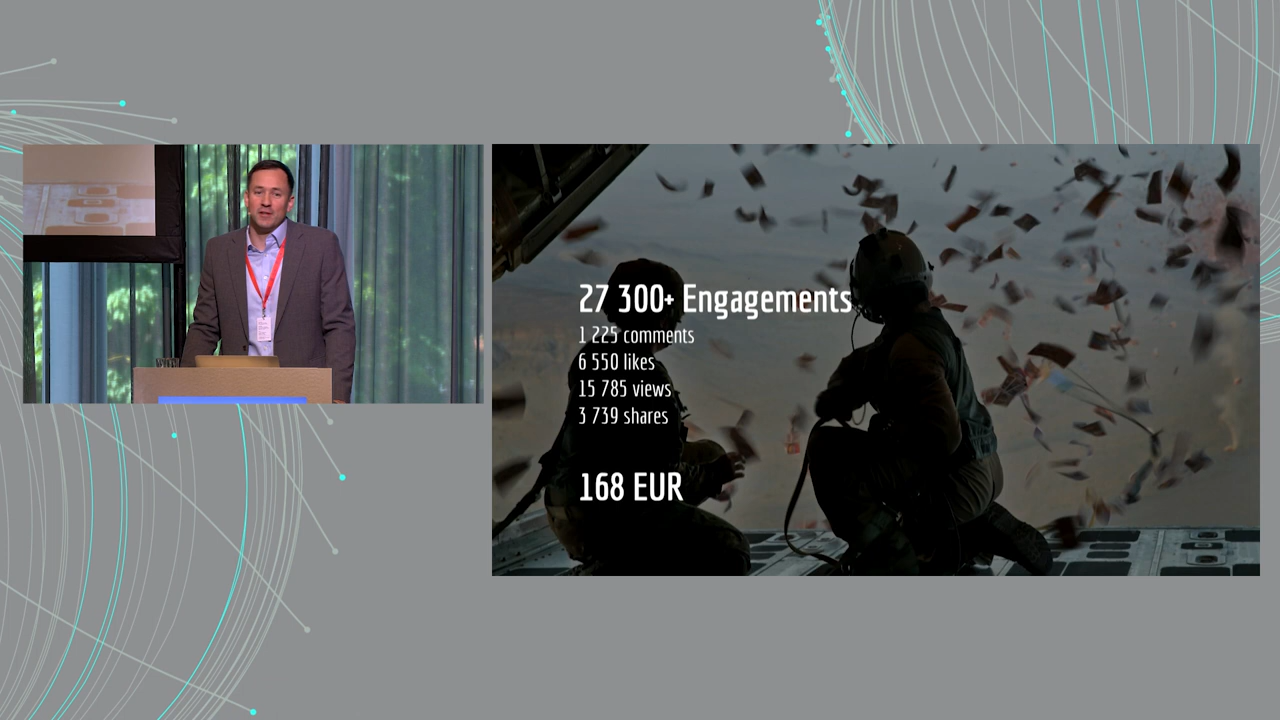 27 300+ Engagements
1 225 comments
6 550 likes
15 785 views
3 739 shares
168 EUR